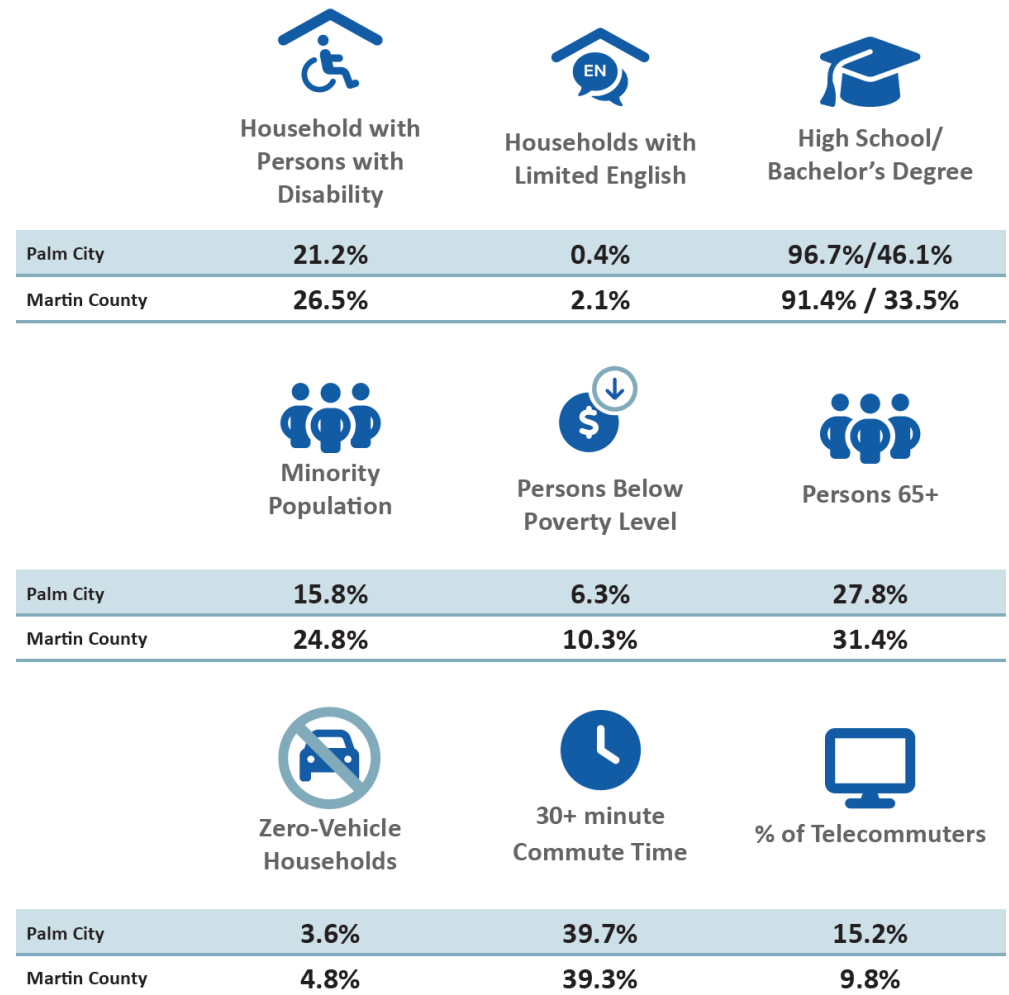 EN
Household with
Persons with
Disability
Households with
Limited English
High School/
Bachelor's Degree
Palm City 21.2% 0.4% 96.7%/46.1%
Martin County 26.5% 2.1% 91.4% / 33.5%
$
Minority
Population
Persons Below
Poverty Level
Persons 65+
Palm City 15.8% 6.3% 27.8%
Martin County 24.8% 10.3% 31.4%
Zero-Vehicle
Households
30+ minute
Commute Time
% of Telecommuters
Palm City 3.6% 39.7% 15.2%
Martin County 4.8% 39.3% 9.8%